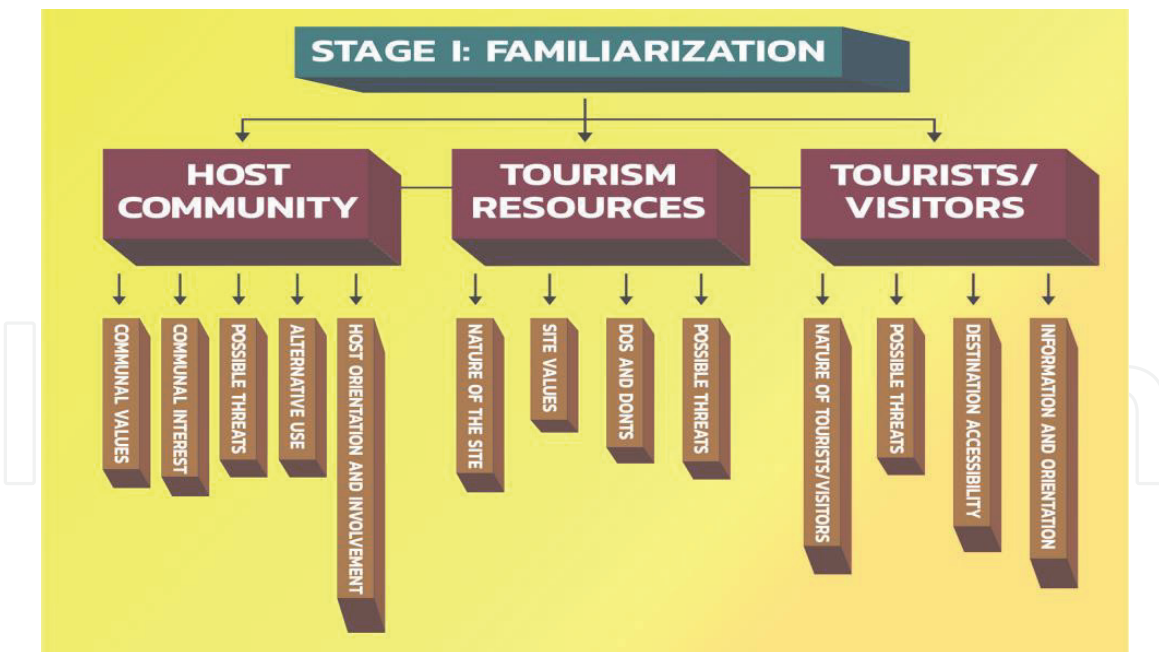 STAGE I: FAMILIARIZATION
HOST
COMMUNITY
TOURISM
RESOURCES
TOURISTS/
VISITORS
COMMUNAL VALUES
COMMUNAL INTEREST
POSSIBLE THREATS
ALTERNATIVE USE
HOST ORIENTATION AND INVOLVEMENT
NATURE OF THE SITE
SITE VALUES
DOS AND DONTS
POSSIBLE THREATS
NATURE OF TOURISTS/VISITORS
POSSIBLE THREATS
DESTINATION ACCESSIBILITY
INFORMATION AND ORIENTATION